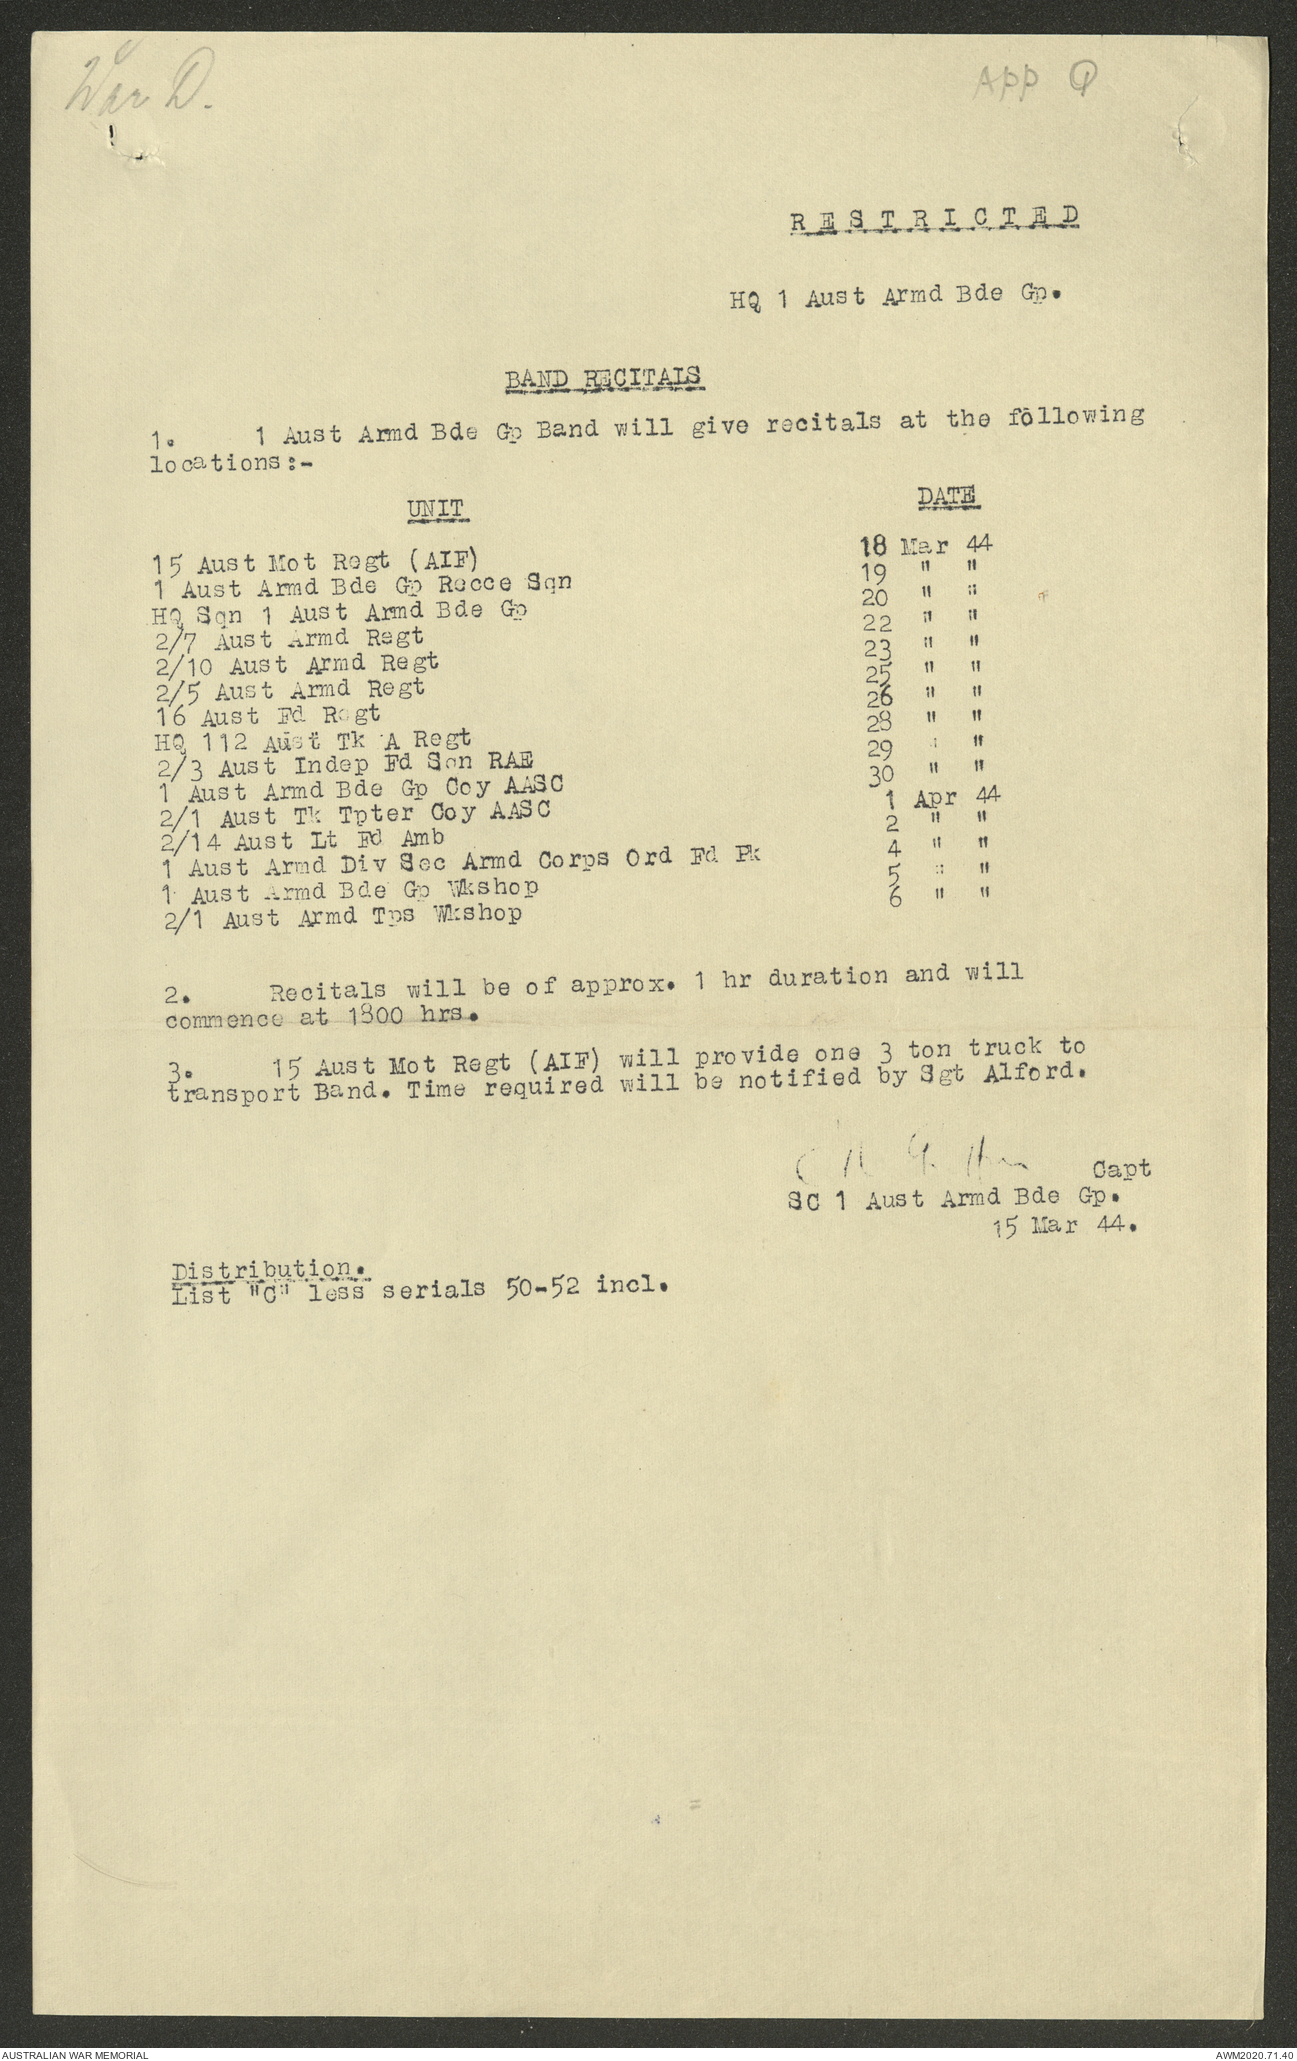 War D.
APP Q
RESTRICTED
HQ 1 Aust Armd Bde Gp.
BAND RECITALS
1. 1 Aust Armd Bde Gp Band will give recitals at the following
locations:-
UNIT DATE
15 Aust Mot Regt (AIF) 18 Mar 44
1 Aust Armd Bde Gp Recce Sqn 19 " "
HQ Sqn 1 Aust Armd Bde Gp 20 " "
2/7 Aust Armd Regt 22 " "
2/10 Aust Armd Regt 23 " "
2/5 Aust Armd Regt 25 " "
16 Aust Fd Regt 26 " "
HQ 112 Aust Tk A Regt 28 " "
2/3 Aust Indep Fd Sqn RAE 29 " "
1 Aust Armd Bde Gp Coy AASC 30 " "
2/1 Aust Tk Tpter Coy AASC 1 Apr 44
2/14 Aust Lt Fd Amb 2 " "
1 Aust Armd Div Sec Armd Corps Ord Fd Pk 4 " "
1 Aust Armd Bde Gp Wkshop 5 " "
2/1 Aust Armd Tps Wkshop 6 " "
2. Recitals will be of approx. 1 hr duration and will
commence at 1800 hrs.
3. 15 Aust Mot Regt (AIF) will provide one 3 ton truck to
transport Band. Time required will be notified by Sgt Alford.
Capt
SC 1 Aust Armd Bde Gp.
15 Mar 44.
Distribution.
List "C" less serials 50-52 incl.
AUSTRALIAN WAR MEMORIAL
AWM2020.71.40